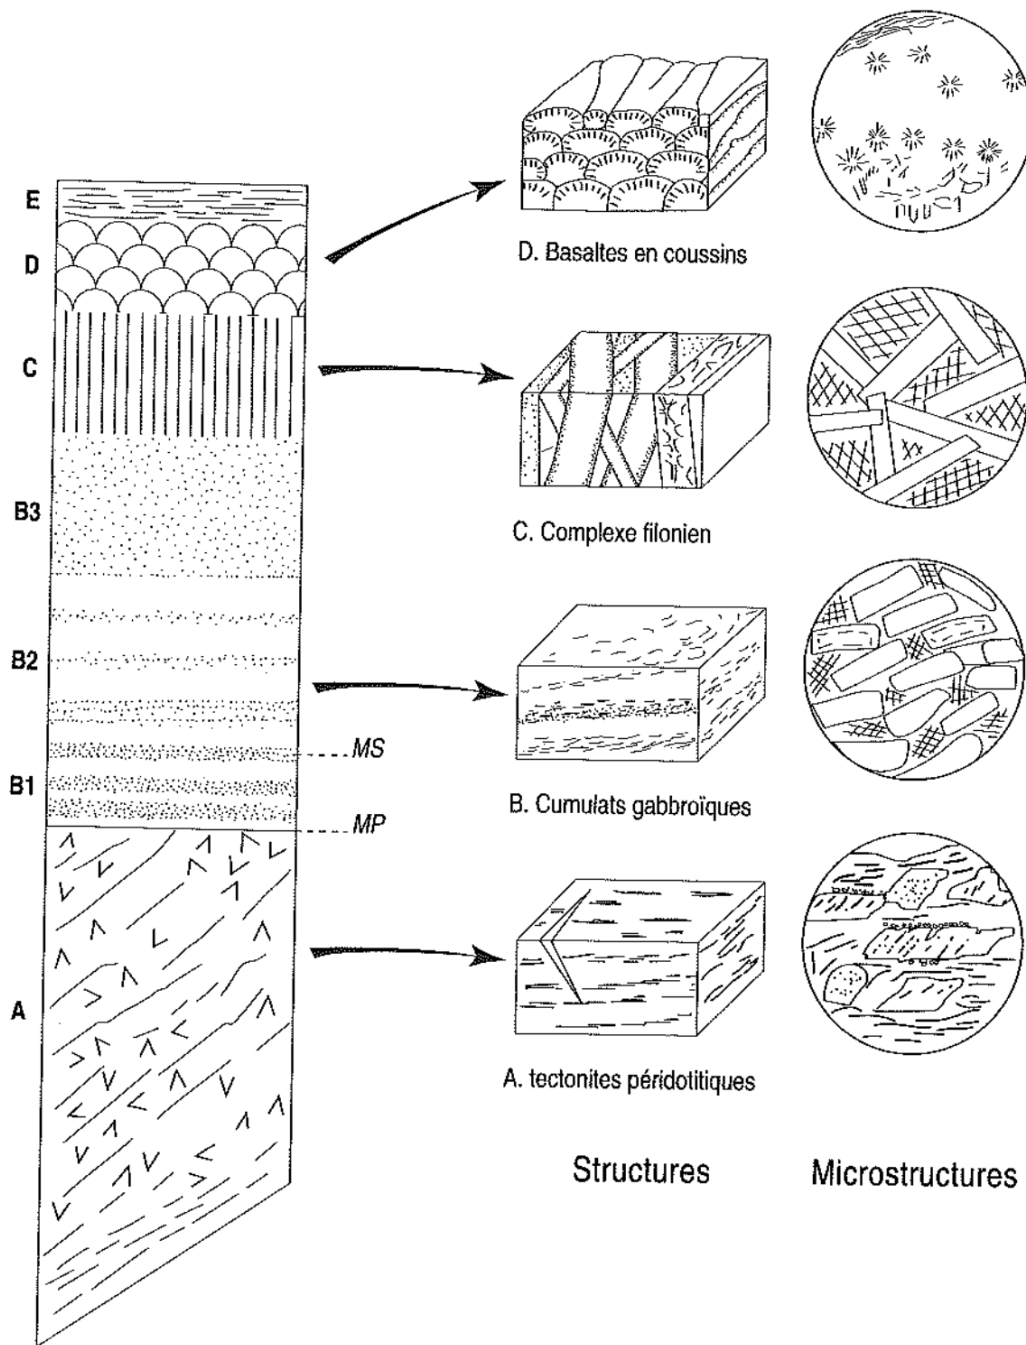 E
D
D. Basaltes en coussins
C
C. Complexe filonien
B3
B2
MS
B1
B. Cumulats gabbroïques
MP
A
A. tectonites péridotitiques
Structures
Microstructures